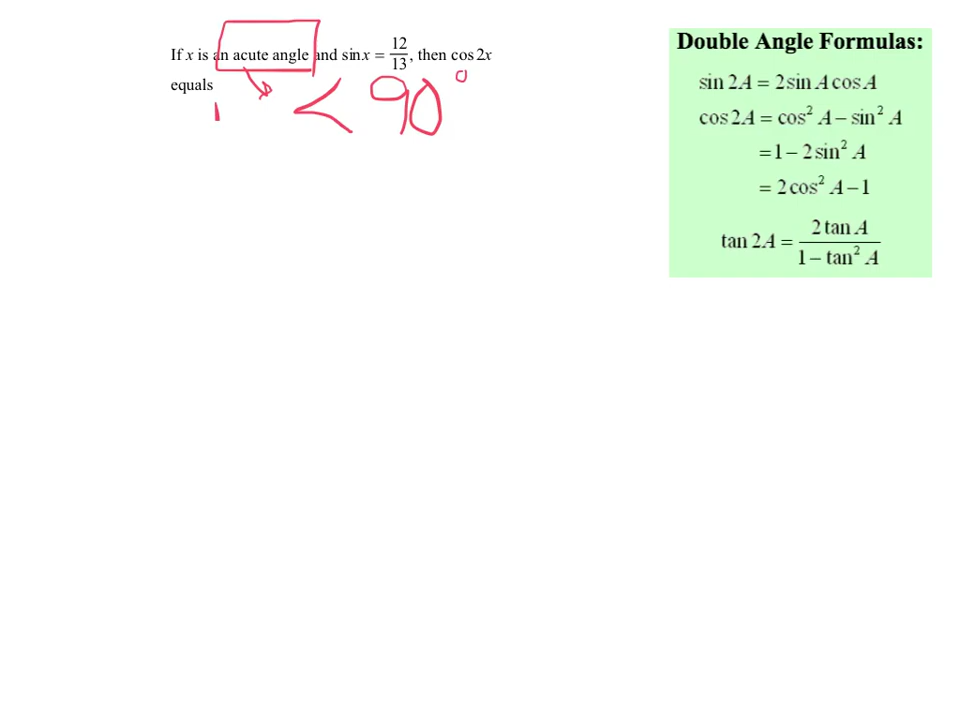 If x is an acute angle and sin x = 12/13, then cos 2x
equals
< 90°
Double Angle Formulas:
sin 2A = 2 sin A cos A
cos 2A = cos² A − sin² A
= 1 − 2 sin² A
= 2 cos² A − 1
tan 2A = 2 tan A / 1 − tan² A